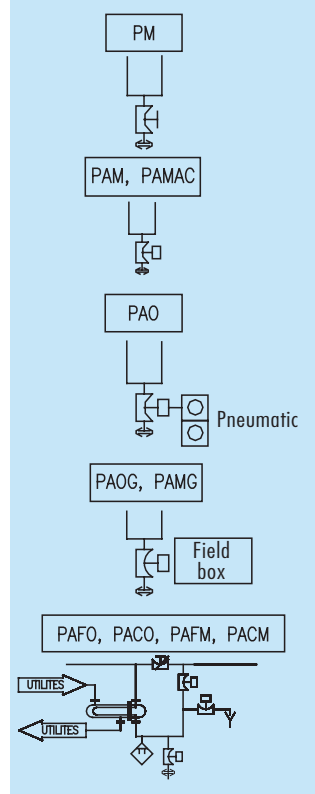 PM
PAM, PAMAC
PAO
Pneumatic
PAOG, PAMG
Field
box
PAFO, PACO, PAFM, PACM
UTILITES
UTILITES